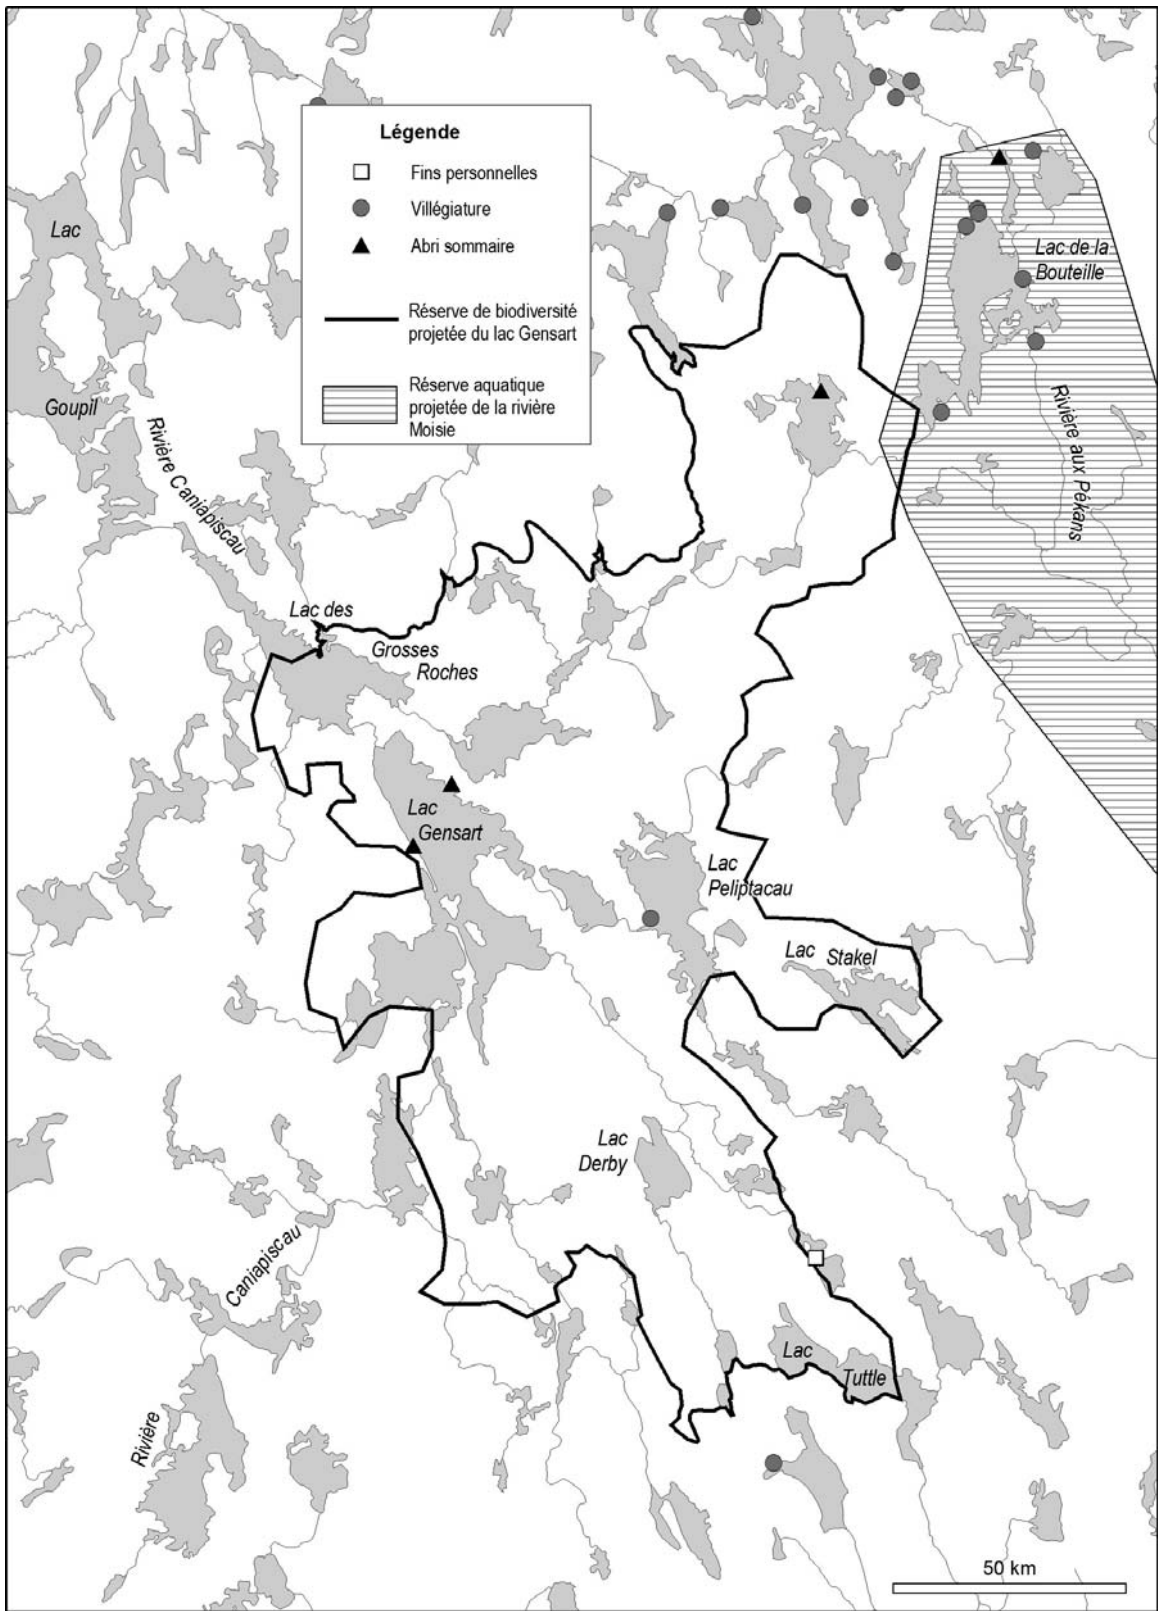 Légende
Fins personnelles
Villégiature
Abri sommaire
Réserve de biodiversité
projetée du lac Gensart
Réserve aquatique
projetée de la rivière
Moisie
Lac
Goupil
Rivière Caniapiscau
Lac de la
Bouteille
Rivière aux Pékans
Lac des
Grosses
Roches
Lac
Gensart
Lac
Peliptacau
Lac Stakel
Lac
Derby
Caniapiscau
Rivière
Lac
Tuttle
50 km